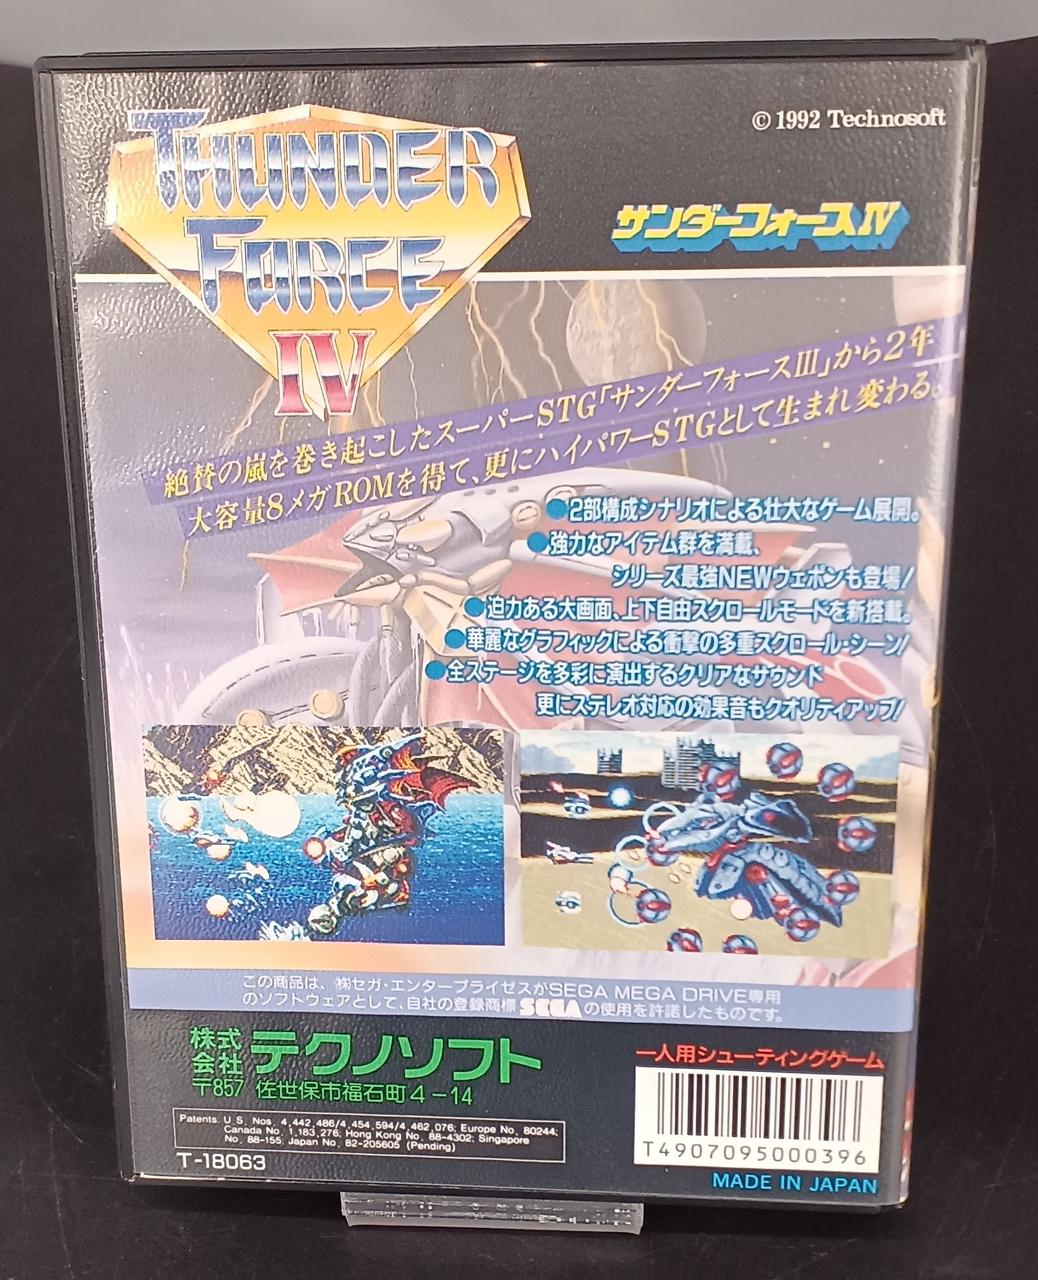 © 1992 Technosoft
THUNDER
FORCE
IV
サンダーフォースIV
絶賛の嵐を巻き起こしたスーパーSTG「サンダーフォースIII」から2年
大容量8メガROMを得て、更にハイパワーSTGとして生まれ変わる。
●2部構成シナリオによる壮大なゲーム展開。
●強力なアイテム群を満載、
シリーズ最強NEWウェポンも登場!
●迫力ある大画面、上下自由スクロールモードを新搭載。
●華麗なグラフィックによる衝撃の多重スクロール・シーン!
●全ステージを多彩に演出するクリアなサウンド
更にステレオ対応の効果音もクオリティアップ!
この商品は、㈱セガ・エンタープライゼスがSEGA MEGA DRIVE専用
のソフトウェアとして、自社の登録商標 SEGA の使用を許諾したものです。
株式会社 テクノソフト
〒857 佐世保市福石町4-14
一人用シューティングゲーム
Patents: U.S. Nos. 4,442,486/4,454,594/4,462,076; Europe No. 80244;
Canada No. 1,183,276; Hong Kong No. 88-4302; Singapore
No. 88-155; Japan No. 82-205605 (Pending)
T-18063
T4907095000396
MADE IN JAPAN